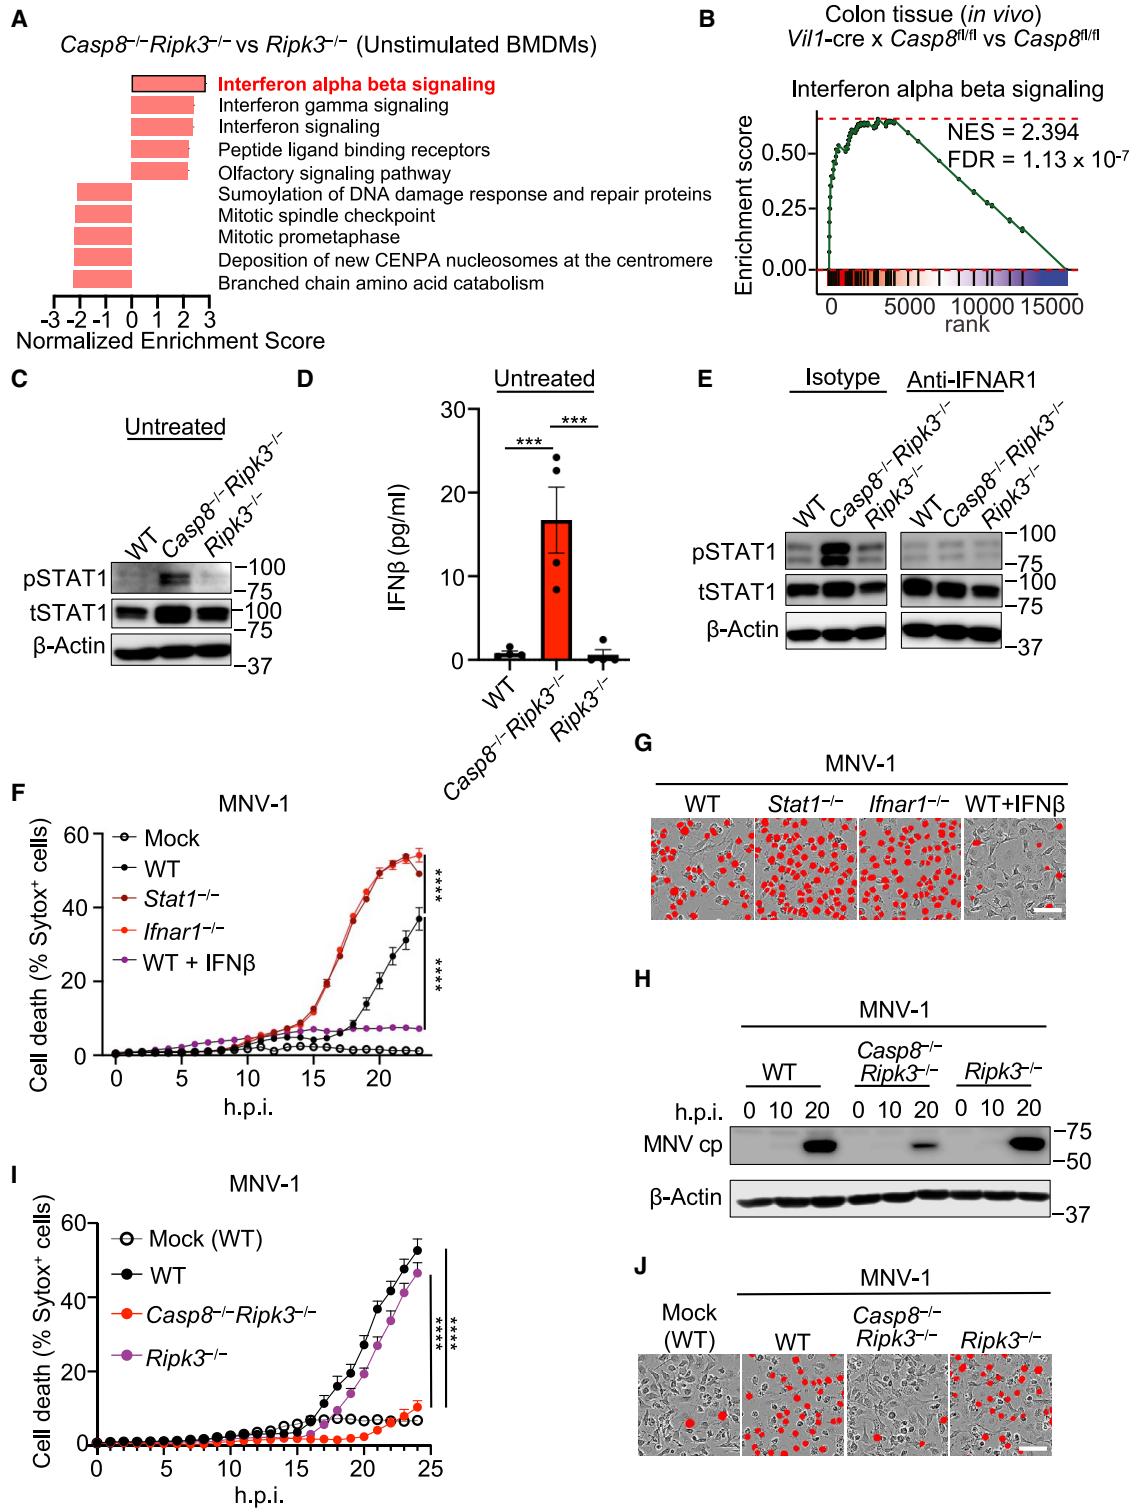 A
Casp8–/–Ripk3–/– vs Ripk3–/– (Unstimulated BMDMs)
Interferon alpha beta signaling
Interferon gamma signaling
Interferon signaling
Peptide ligand binding receptors
Olfactory signaling pathway
Sumoylation of DNA damage response and repair proteins
Mitotic spindle checkpoint
Mitotic prometaphase
Deposition of new CENPA nucleosomes at the centromere
Branched chain amino acid catabolism
-3 -2 -1 0 1 2 3
Normalized Enrichment Score
B
Colon tissue (in vivo)
Vil1-cre x Casp8fl/fl vs Casp8fl/fl
Interferon alpha beta signaling
NES = 2.394
FDR = 1.13 x 10-7
Enrichment score
0.50
0.25
0.00
0 5000 10000 15000
rank
C
Untreated
WT
Casp8–/–Ripk3–/–
Ripk3–/–
pSTAT1
–100
–75
tSTAT1
–100
–75
β-Actin
–37
D
Untreated
IFNβ (pg/ml)
30
20
10
0
***
***
WT
Casp8–/–Ripk3–/–
Ripk3–/–
E
Isotype
Anti-IFNAR1
WT
Casp8–/–Ripk3–/–
Ripk3–/–
WT
Casp8–/–Ripk3–/–
Ripk3–/–
pSTAT1
–100
–75
tSTAT1
–100
–75
β-Actin
–37
F
MNV-1
Cell death (% Sytox+ cells)
60
40
20
0
Mock
WT
Stat1–/–
Ifnar1–/–
WT + IFNβ
****
****
0 5 10 15 20
h.p.i.
G
MNV-1
WT Stat1–/– Ifnar1–/– WT+IFNβ
H
MNV-1
WT
Casp8–/–
Ripk3–/–
Ripk3–/–
h.p.i. 0 10 20 0 10 20 0 10 20
MNV cp
–75
–50
β-Actin
–37
I
MNV-1
Cell death (% Sytox+ cells)
60
40
20
0
Mock (WT)
WT
Casp8–/–Ripk3–/–
Ripk3–/–
****
****
0 5 10 15 20 25
h.p.i.
J
MNV-1
Mock
(WT)
WT
Casp8–/–
Ripk3–/–
Ripk3–/–